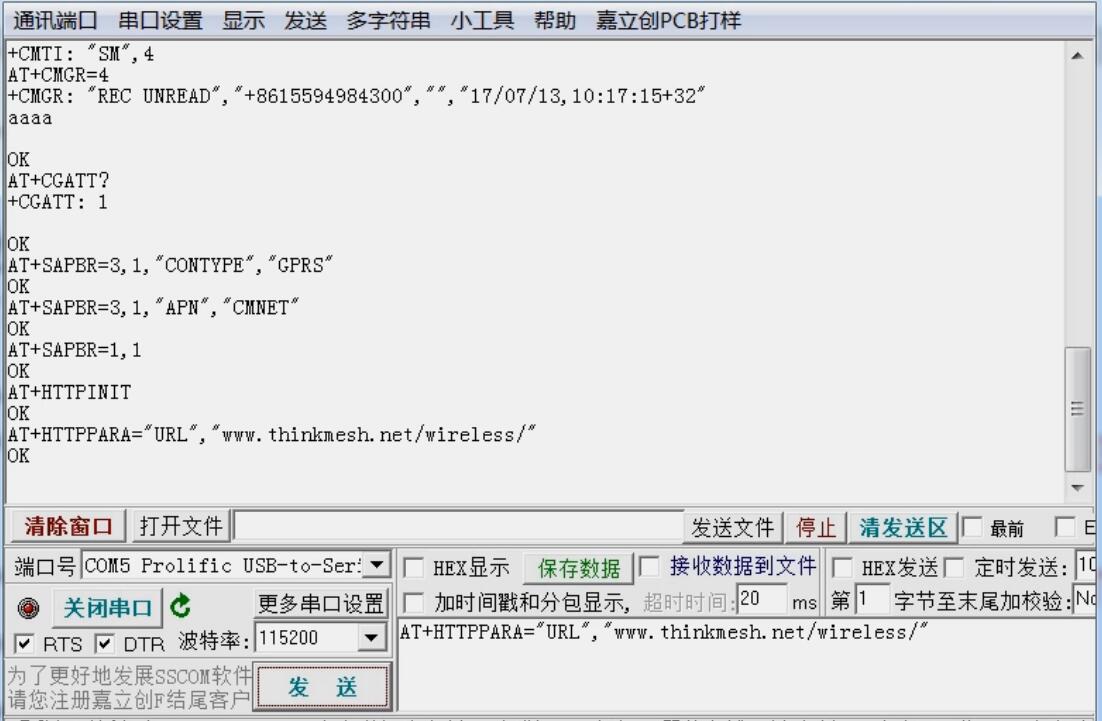 通讯端口 串口设置 显示 发送 多字符串 小工具 帮助 嘉立创PCB打样
+CMTI: "SM",4
AT+CMGR=4
+CMGR: "REC UNREAD","+8615594984300","","17/07/13,10:17:15+32"
aaaa
OK
AT+CGATT?
+CGATT: 1
OK
AT+SAPBR=3,1,"CONTYPE","GPRS"
OK
AT+SAPBR=3,1,"APN","CMNET"
OK
AT+SAPBR=1,1
OK
AT+HTTPINIT
OK
AT+HTTPPARA="URL","www.thinkmesh.net/wireless/"
OK
清除窗口 打开文件 发送文件 停止 清发送区 最前 E
端口号 COM5 Prolific USB-to-Ser HEX显示 保存数据 接收数据到文件 HEX发送 定时发送: 10
关闭串口 更多串口设置 加时间戳和分包显示, 超时时间: 20 ms 第 1 字节至末尾加校验: No
RTS DTR 波特率: 115200 AT+HTTPPARA="URL","www.thinkmesh.net/wireless/"
为了更好地发展SSCOM软件
请您注册嘉立创F结尾客户 发 送